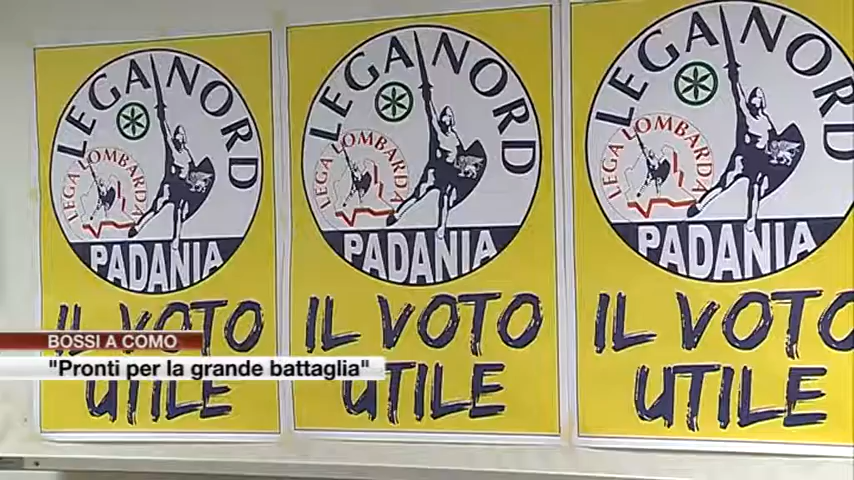 LEGA NORD
LEGA LOMBARDA
PADANIA
IL VOTO
UTILE
LEGA NORD
LEGA LOMBARDA
PADANIA
IL VOTO
UTILE
LEGA NORD
LEGA LOMBARDA
PADANIA
IL VOTO
UTILE
BOSSI A COMO
"Pronti per la grande battaglia"